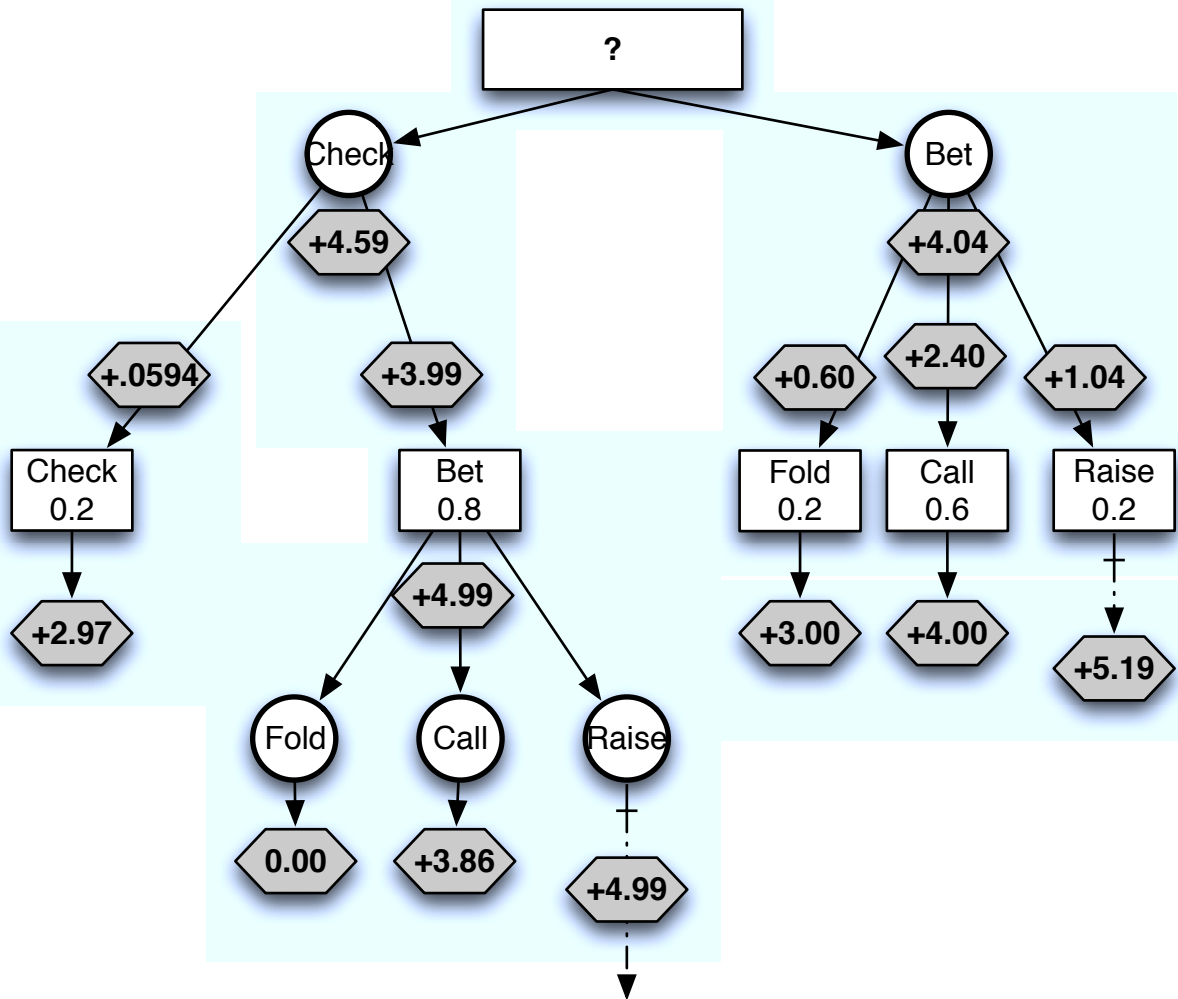 ?
Check
Bet
+4.59
+4.04
+.0594
+3.99
+0.60
+2.40
+1.04
Check
0.2
Bet
0.8
Fold
0.2
Call
0.6
Raise
0.2
+2.97
+4.99
+3.00
+4.00
+5.19
Fold
Call
Raise
0.00
+3.86
+4.99